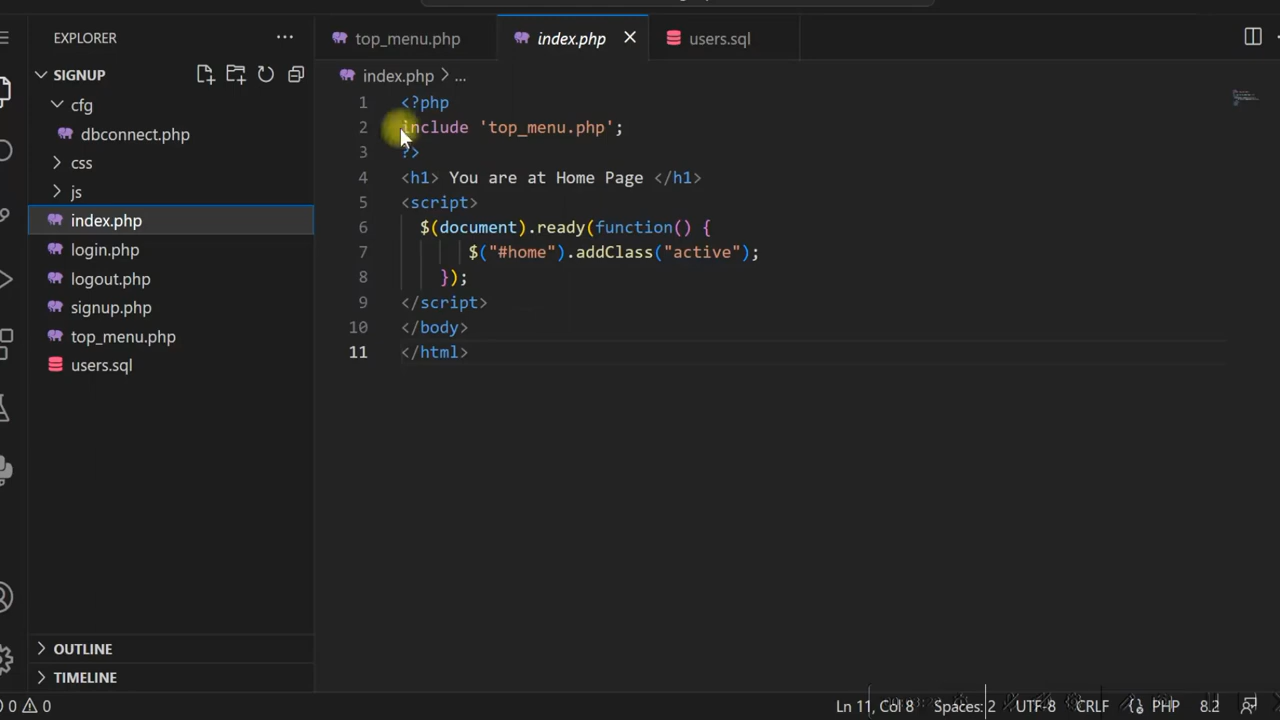 EXPLORER
SIGNUP
cfg
dbconnect.php
css
js
index.php
login.php
logout.php
signup.php
top_menu.php
users.sql
OUTLINE
TIMELINE
top_menu.php
index.php
users.sql
index.php > ...
1 <?php
2 include 'top_menu.php';
3 ?>
4 <h1> You are at Home Page </h1>
5 <script>
6 $(document).ready(function() {
7 $("#home").addClass("active");
8 });
9 </script>
10 </body>
11 </html>
0 0 Ln 11, Col 8 Spaces: 2 UTF-8 CRLF {} PHP 8.2